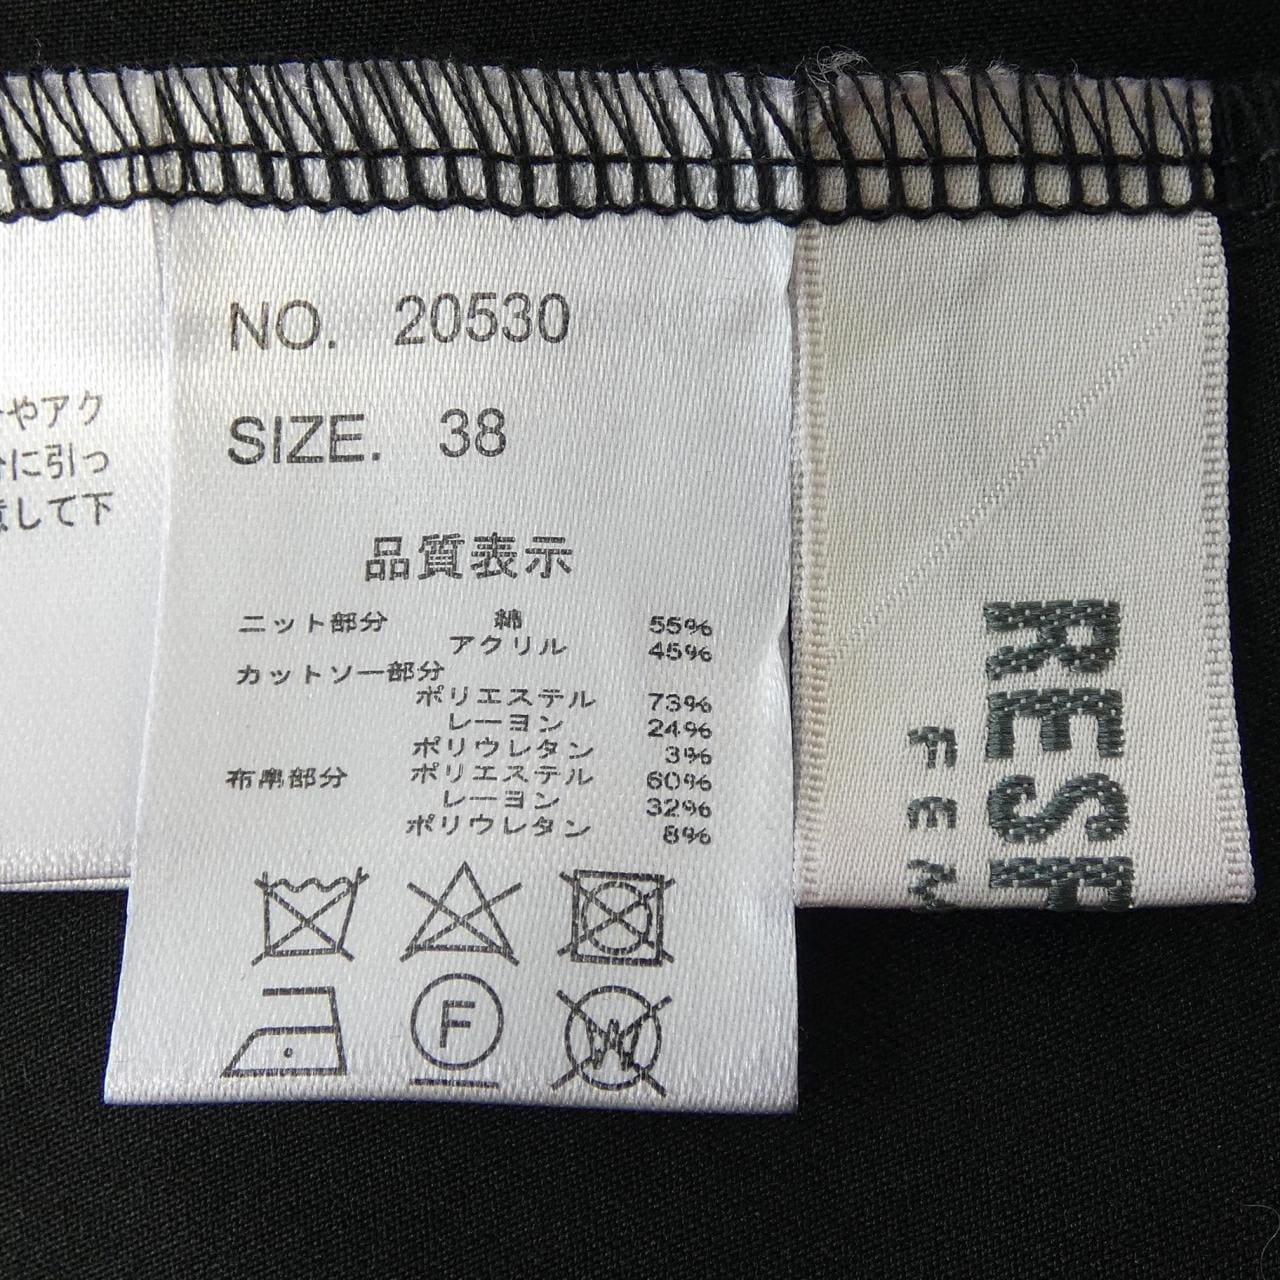 やアク
に引っ
して下
NO. 20530
SIZE. 38
品質表示
ニット部分 綿 55%
アクリル 45%
カットソー部分
ポリエステル 73%
レーヨン 24%
ポリウレタン 3%
布帛部分 ポリエステル 60%
レーヨン 32%
ポリウレタン 8%
F
W
RESP
FEM